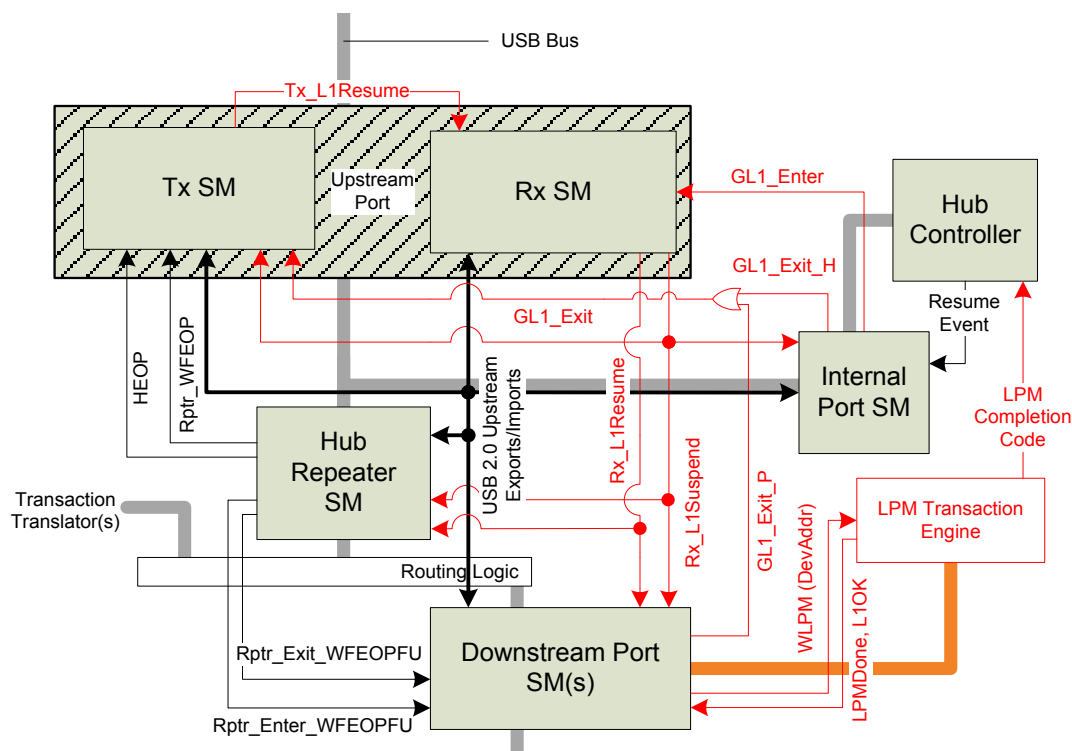 USB Bus
Tx_L1Resume
Tx SM
Upstream
Port
Rx SM
GL1_Enter
Hub
Controller
GL1_Exit_H
GL1_Exit
Resume
Event
HEOP
Rptr_WFEOP
USB 2.0 Upstream
Exports/Imports
Rx_L1Resume
Rx_L1Suspend
GL1_Exit_P
Internal
Port SM
LPM
Completion
Code
Hub
Repeater
SM
Transaction
Translator(s)
LPM Transaction
Engine
WLPM (DevAddr)
LPMDone, L1OK
Routing Logic
Rptr_Exit_WFEOPFU
Downstream Port
SM(s)
Rptr_Enter_WFEOPFU